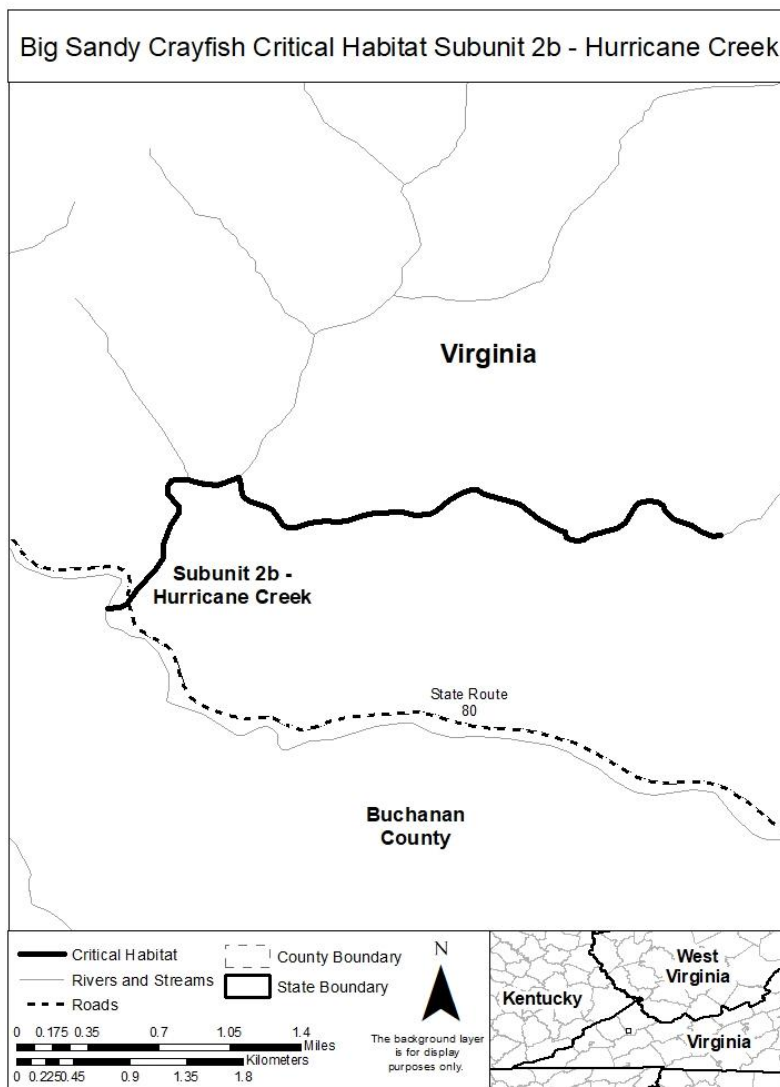 Big Sandy Crayfish Critical Habitat Subunit 2b - Hurricane Creek
Virginia
Subunit 2b -
Hurricane Creek
State Route
80
Buchanan
County
Critical Habitat
Rivers and Streams
Roads
County Boundary
State Boundary
N
The background layer
is for display
purposes only.
0 0.175 0.35 0.7 1.05 1.4
Miles
Kilometers
0 0.225 0.45 0.9 1.35 1.8
West
Virginia
Kentucky
Virginia